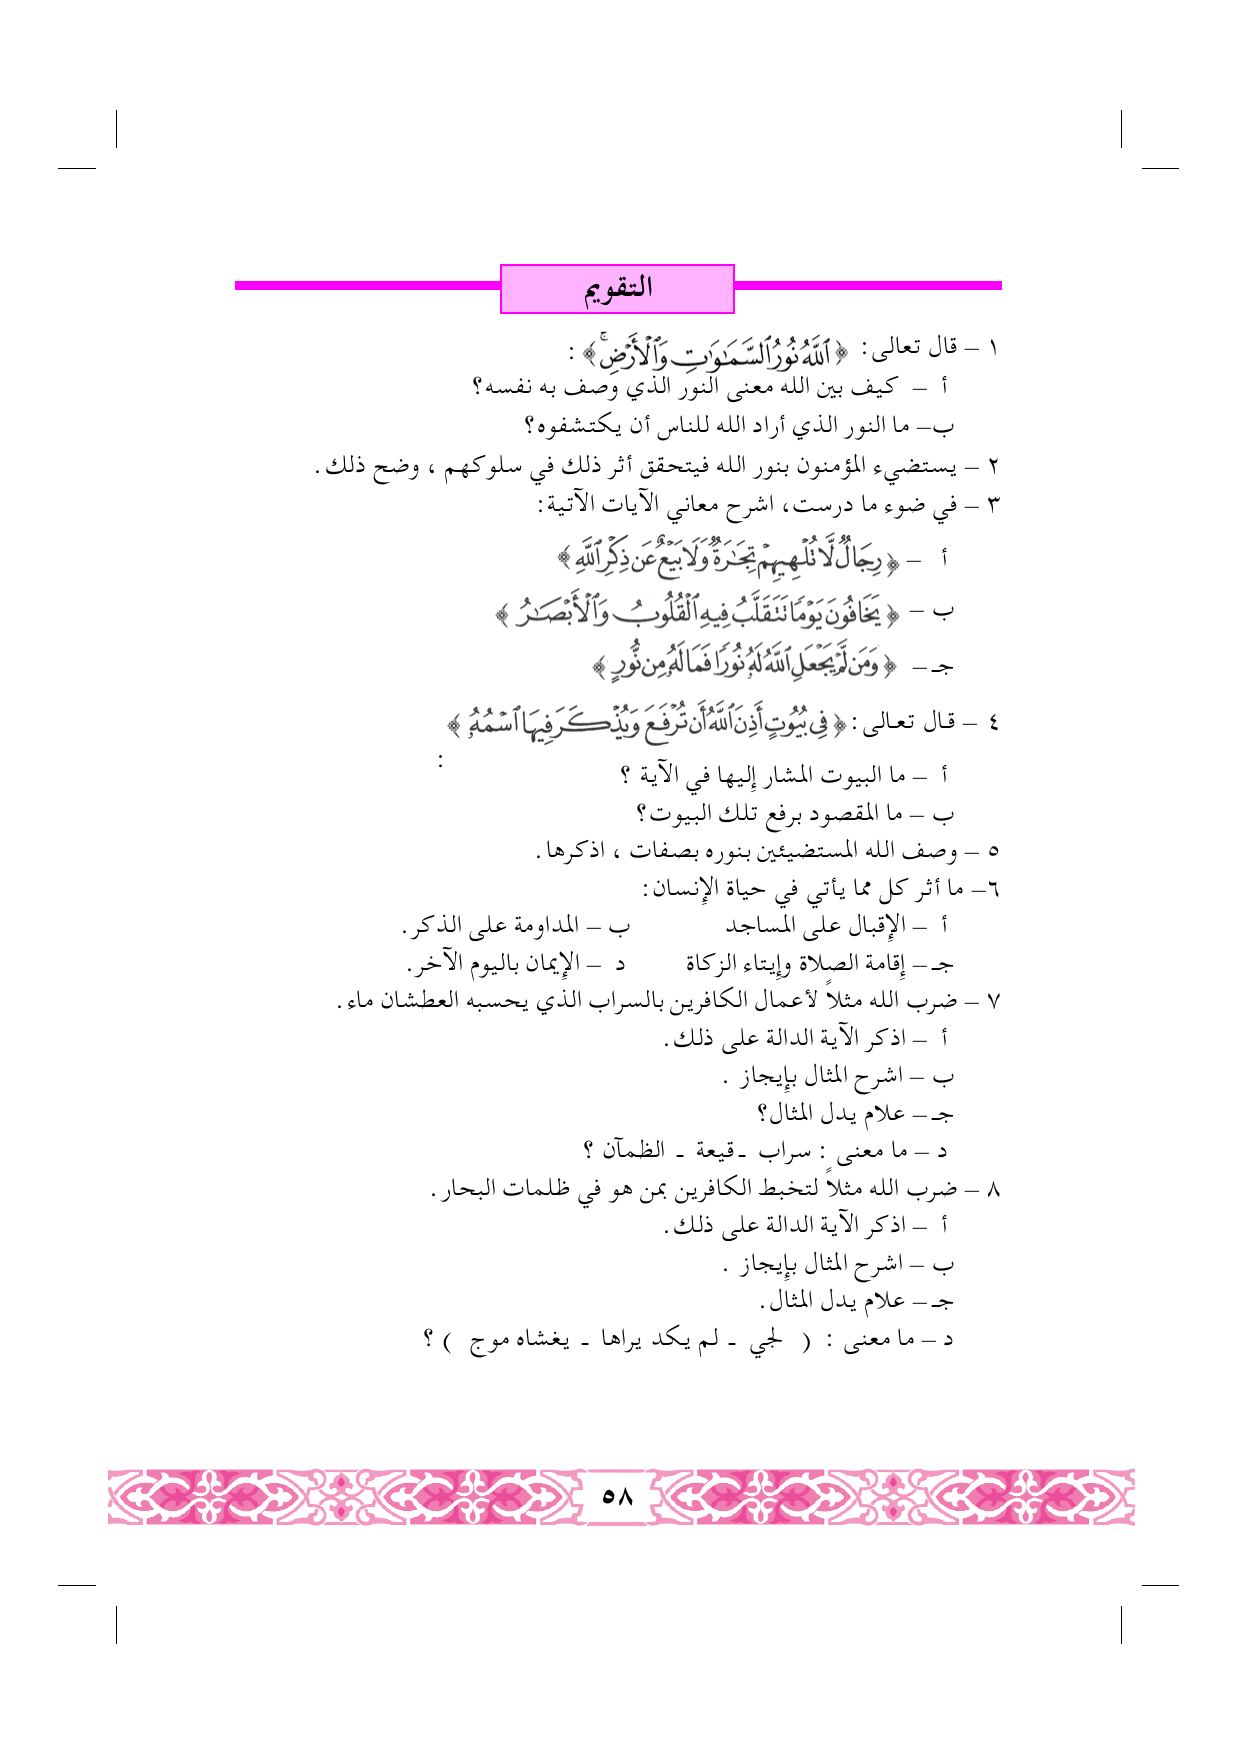 التقويم
١ – قال تعالى: ﴿ ٱللَّهُ نُورُ ٱلسَّمَٰوَٰتِ وَٱلْأَرْضِ ۚ ﴾ :
أ – كيف بين الله معنى النور الذي وصف به نفسه؟
ب– ما النور الذي أراد الله للناس أن يكتشفوه؟
٢ – يستضيء المؤمنون بنور الله فيتحقق أثر ذلك في سلوكهم ، وضح ذلك.
٣ – في ضوء ما درست، اشرح معاني الآيات الآتية:
أ – ﴿ رِجَالٌ لَّا تُلْهِيهِمْ تِجَٰرَةٌ وَلَا بَيْعٌ عَن ذِكْرِ ٱللَّهِ ﴾
ب – ﴿ يَخَافُونَ يَوْمًا تَتَقَلَّبُ فِيهِ ٱلْقُلُوبُ وَٱلْأَبْصَٰرُ ﴾
جـ – ﴿ وَمَن لَّمْ يَجْعَلِ ٱللَّهُ لَهُۥ نُورًا فَمَا لَهُۥ مِن نُّورٍ ﴾
٤ – قال تعالى: ﴿ فِى بُيُوتٍ أَذِنَ ٱللَّهُ أَن تُرْفَعَ وَيُذْكَرَ فِيهَا ٱسْمُهُۥ ﴾ :
أ – ما البيوت المشار إليها في الآية ؟
ب – ما المقصود برفع تلك البيوت؟
٥ – وصف الله المستضيئين بنوره بصفات ، اذكرها.
٦– ما أثر كل مما يأتي في حياة الإنسان:
أ – الإقبال على المساجد ب – المداومة على الذكر.
جـ – إقامة الصلاة وإيتاء الزكاة د – الإيمان باليوم الآخر.
٧ – ضرب الله مثلاً لأعمال الكافرين بالسراب الذي يحسبه العطشان ماء.
أ – اذكر الآية الدالة على ذلك.
ب – اشرح المثال بإيجاز .
جـ – علام يدل المثال؟
د – ما معنى : سراب ـ قيعة ـ الظمآن ؟
٨ – ضرب الله مثلاً لتخبط الكافرين بمن هو في ظلمات البحار.
أ – اذكر الآية الدالة على ذلك.
ب – اشرح المثال بإيجاز .
جـ – علام يدل المثال.
د – ما معنى : ( لجي ـ لم يكد يراها ـ يغشاه موج ) ؟
٥٨